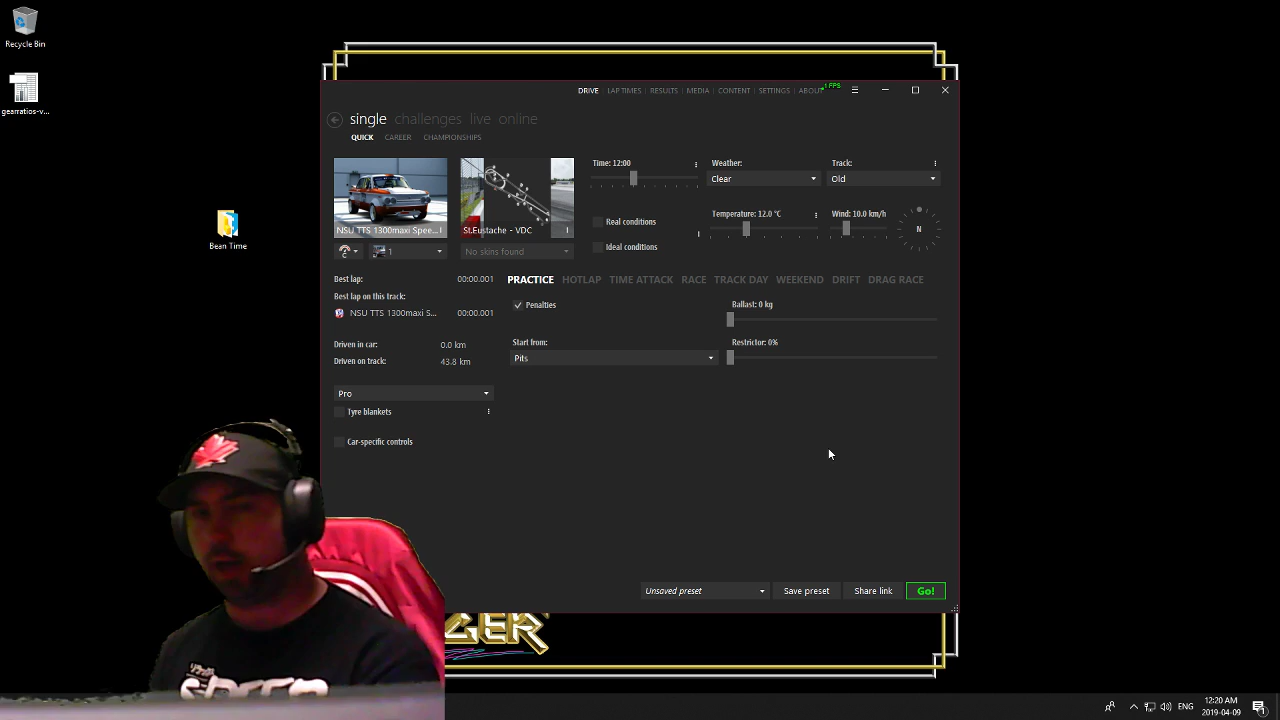 Recycle Bin
gearratios-v...
Bean Time
DRIVE LAP TIMES RESULTS MEDIA CONTENT SETTINGS ABOUT
1 FPS
single challenges live online
QUICK CAREER CHAMPIONSHIPS
NSU TTS 1300maxi Spee...
St.Eustache - VDC
1
No skins found
Time: 12:00
Weather:
Track:
Clear
Old
Real conditions
Ideal conditions
Temperature: 12.0 °C
Wind: 10.0 km/h
N
Best lap: 00:00.001
Best lap on this track:
NSU TTS 1300maxi S... 00:00.001
Driven in car: 0.0 km
Driven on track: 43.8 km
Pro
Tyre blankets
Car-specific controls
PRACTICE HOTLAP TIME ATTACK RACE TRACK DAY WEEKEND DRIFT DRAG RACE
Penalties
Ballast: 0 kg
Start from:
Pits
Restrictor: 0%
Unsaved preset
Save preset
Share link
Go!
ENG
12:20 AM
2019-04-09